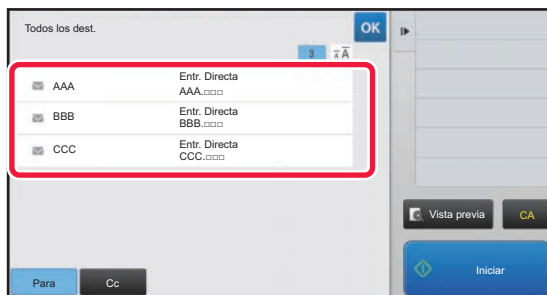 Todos los dest.
OK
3 AA
AAA Entr. Directa
AAA.□□□
BBB Entr. Directa
BBB.□□□
CCC Entr. Directa
CCC.□□□
Vista previa
CA
Iniciar
Para
Cc